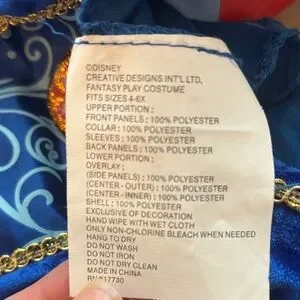 ©DISNEY
CREATIVE DESIGNS INT'L LTD.
FANTASY PLAY COSTUME
FITS SIZES 4-6X
UPPER PORTION:
FRONT PANELS: 100% POLYESTER
COLLAR: 100% POLYESTER
SLEEVES: 100% POLYESTER
BACK PANELS: 100% POLYESTER
LOWER PORTION:
OVERLAY:
(SIDE PANELS): 100% POLYESTER
(CENTER - OUTER): 100% POLYESTER
(CENTER - INNER): 100% POLYESTER
SHELL: 100% POLYESTER
EXCLUSIVE OF DECORATION
HAND WIPE WITH WET CLOTH
ONLY NON-CHLORINE BLEACH WHEN NEEDED
HANG TO DRY
DO NOT WASH
DO NOT IRON
DO NOT DRY CLEAN
MADE IN CHINA